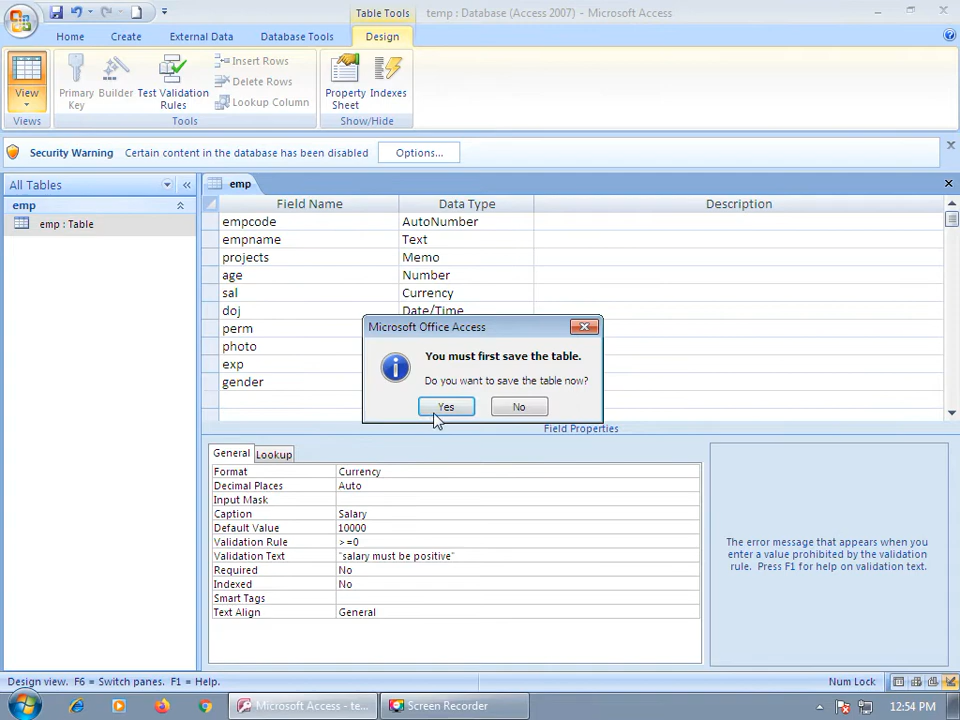 Table Tools
temp : Database (Access 2007) - Microsoft Access
Home
Create
External Data
Database Tools
Design
View
Primary Key
Builder
Test Validation Rules
Insert Rows
Delete Rows
Lookup Column
Property Sheet
Indexes
Views
Tools
Show/Hide
Security Warning Certain content in the database has been disabled Options...
All Tables
emp
emp : Table
emp
Field Name Data Type Description
empcode AutoNumber
empname Text
projects Memo
age Number
sal Currency
doj Date/Time
perm
photo
exp
gender
Microsoft Office Access
You must first save the table.
Do you want to save the table now?
Yes No
Field Properties
General Lookup
Format Currency
Decimal Places Auto
Input Mask
Caption Salary
Default Value 10000
Validation Rule >=0
Validation Text "salary must be positive"
Required No
Indexed No
Smart Tags
Text Align General
The error message that appears when you
enter a value prohibited by the validation
rule. Press F1 for help on validation text.
Design view. F6 = Switch panes. F1 = Help.
Num Lock
Microsoft Access - te...
Screen Recorder
12:54 PM